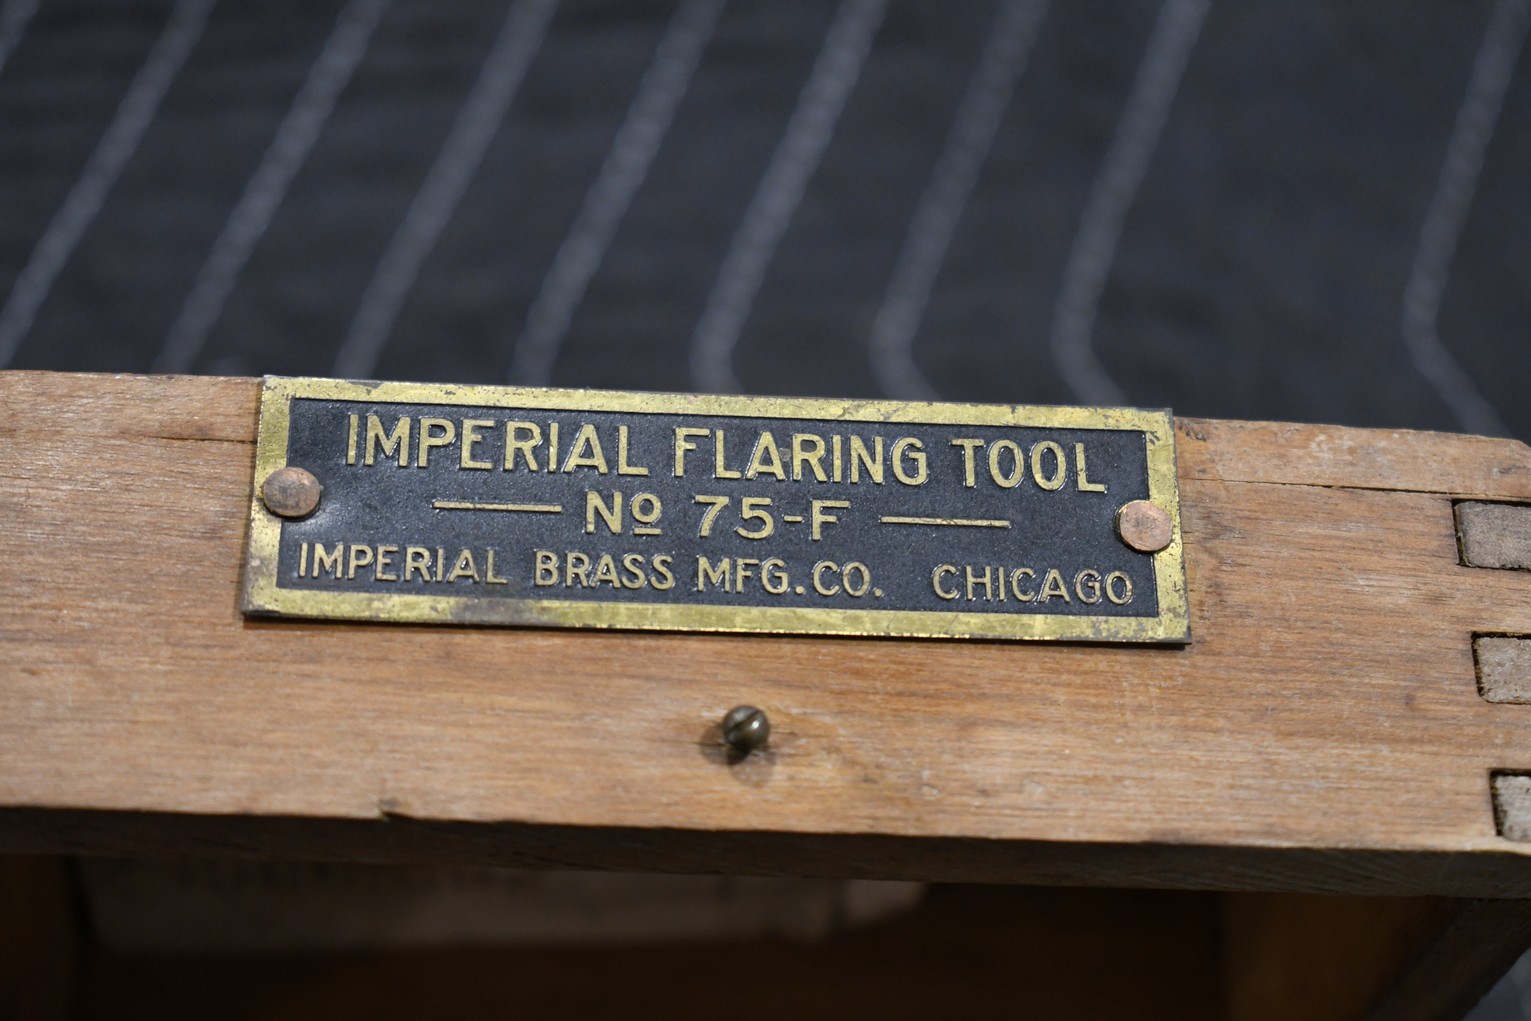 IMPERIAL FLARING TOOL
Nº 75-F
IMPERIAL BRASS MFG. CO. CHICAGO